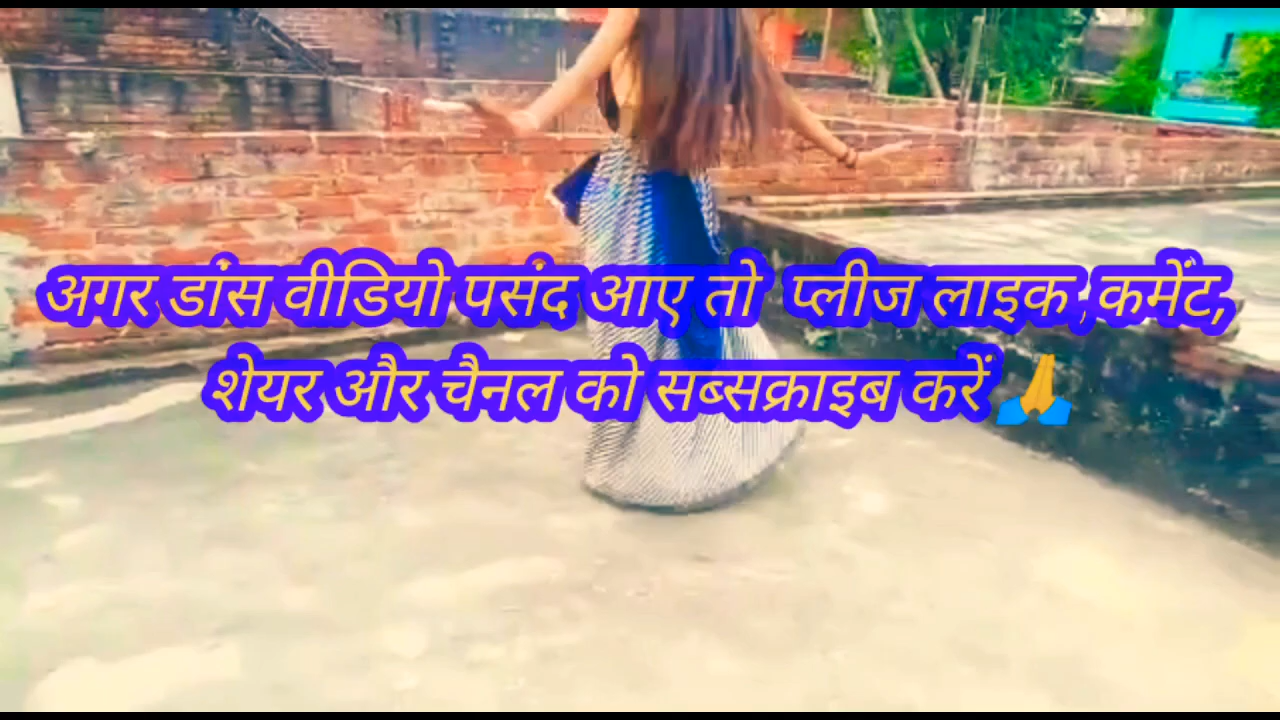 अगर डांस वीडियो पसंद आए तो प्लीज लाइक ,कमेंट,
शेयर और चैनल को सब्सक्राइब करें 🙏